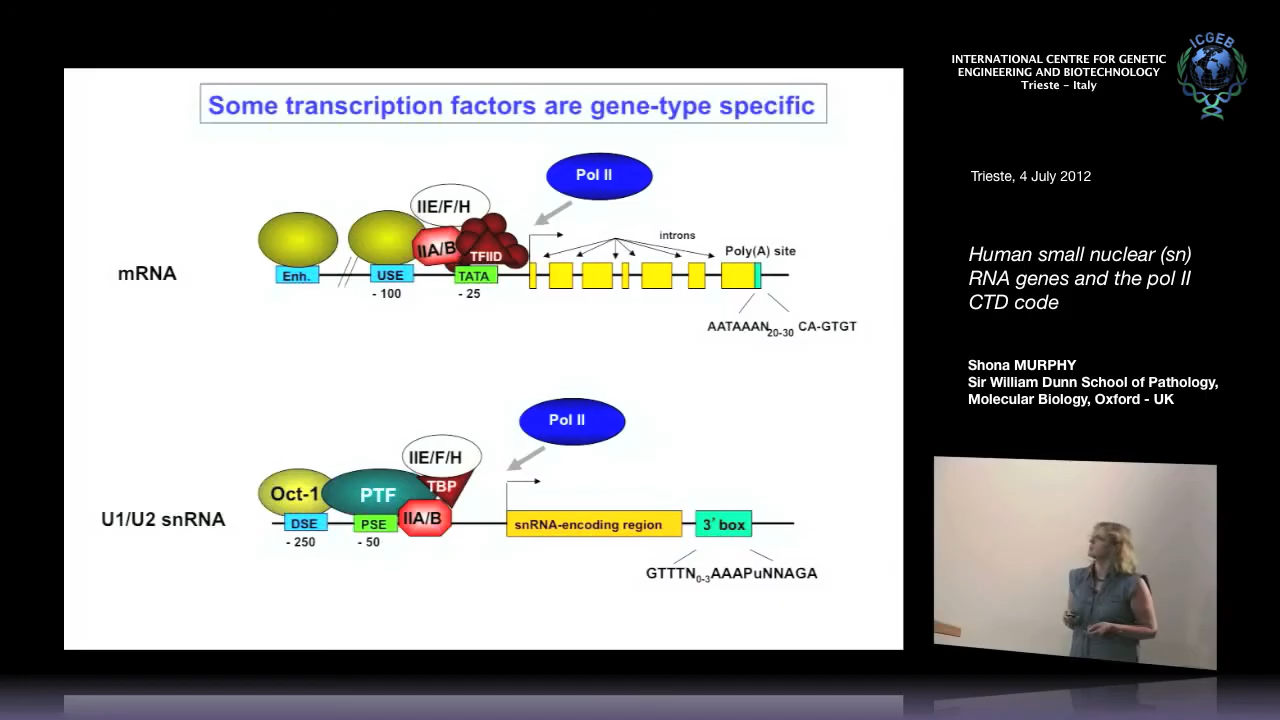 Some transcription factors are gene-type specific
Pol II
IIE/F/H
IIA/B
TFIID
introns
Poly(A) site
mRNA
Enh.
USE
TATA
- 100
- 25
AATAAAN20-30 CA-GTGT
Pol II
IIE/F/H
TBP
Oct-1
PTF
IIA/B
U1/U2 snRNA
DSE
PSE
snRNA-encoding region
3' box
- 250
- 50
GTTTN0-3AAAPuNNAGA
INTERNATIONAL CENTRE FOR GENETIC
ENGINEERING AND BIOTECHNOLOGY
Trieste - Italy
ICGEB
Trieste, 4 July 2012
Human small nuclear (sn)
RNA genes and the pol II
CTD code
Shona MURPHY
Sir William Dunn School of Pathology,
Molecular Biology, Oxford - UK